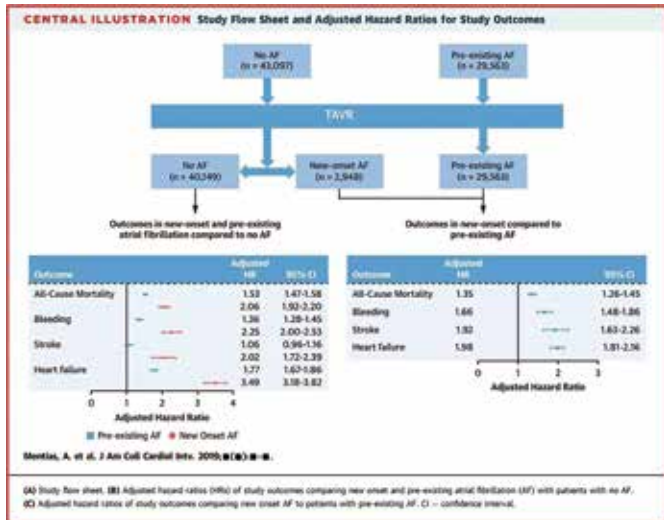 CENTRAL ILLUSTRATION Study Flow Sheet and Adjusted Hazard Ratios for Study Outcomes
No AF
(n = 43,097)
Pre-existing AF
(n = 29,563)
TAVR
No AF
(n = 40,149)
New-onset AF
(n = 2,948)
Pre-existing AF
(n = 29,563)
Outcomes in new-onset and pre-existing
atrial fibrillation compared to no AF
Outcomes in new-onset compared to
pre-existing AF
Outcome Adjusted HR 95% CI
All-Cause Mortality 1.53 1.47-1.58
2.06 1.92-2.20
Bleeding 1.36 1.28-1.45
2.25 2.00-2.53
Stroke 1.06 0.96-1.16
2.02 1.72-2.39
Heart failure 1.77 1.67-1.86
3.49 3.18-3.82
0 1 2 3 4
Adjusted Hazard Ratio
Pre-existing AF New Onset AF
Outcome Adjusted HR 95% CI
All-Cause Mortality 1.35 1.26-1.45
Bleeding 1.66 1.48-1.86
Stroke 1.92 1.63-2.26
Heart failure 1.98 1.81-2.16
0 1 2 3
Adjusted Hazard Ratio
Mentias, A. et al. J Am Coll Cardiol Intv. 2019;■(■):■-■.
(A) Study flow sheet. (B) Adjusted hazard ratios (HRs) of study outcomes comparing new onset and pre-existing atrial fibrillation (AF) with patients with no AF.
(C) Adjusted hazard ratios of study outcomes comparing new onset AF to patients with pre-existing AF. CI = confidence interval.